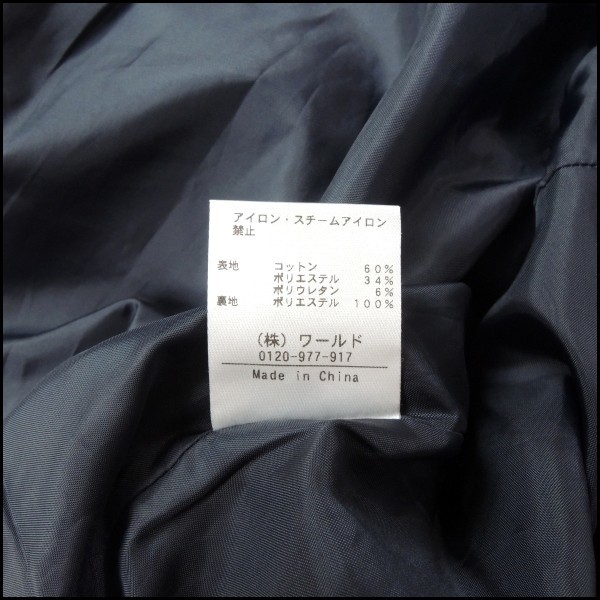 アイロン・スチームアイロン
禁止
表地 コットン 60%
ポリエステル 34%
ポリウレタン 6%
裏地 ポリエステル 100%
(株) ワールド
0120-977-917
Made in China